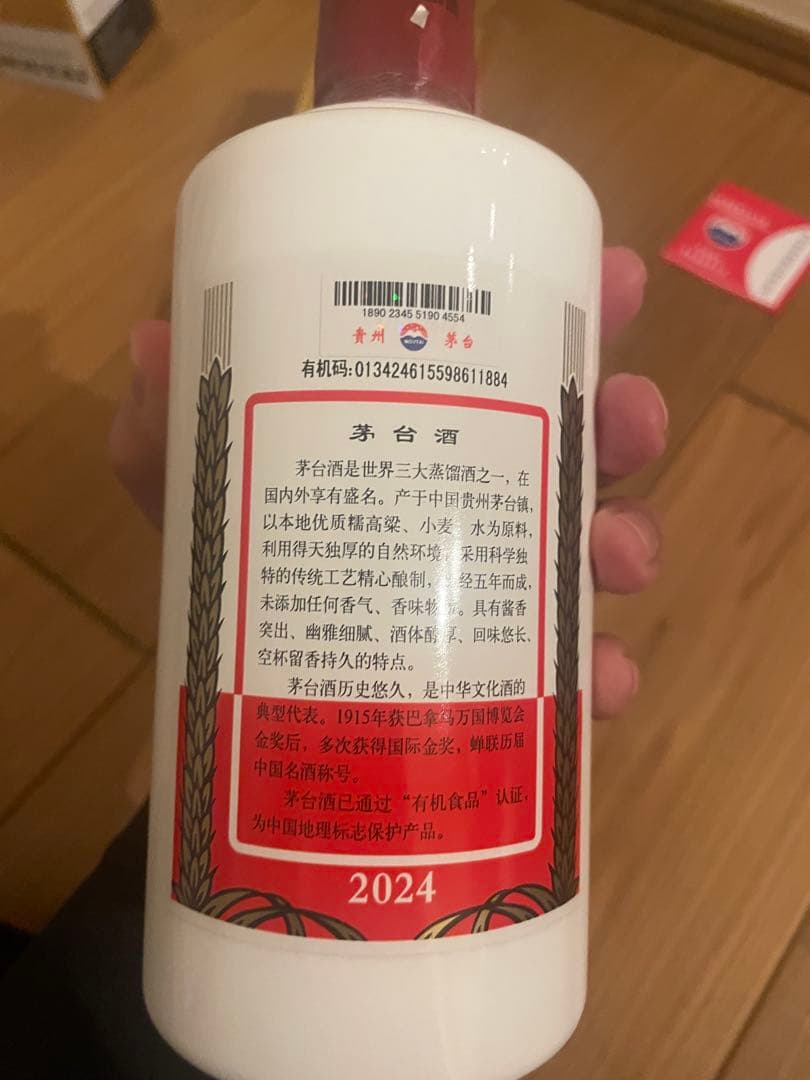 1890 2345 5190 4554
贵州 MOUTAI 茅台
有机码:013424615598611884
茅台酒
茅台酒是世界三大蒸馏酒之一，在
国内外享有盛名。产于中国贵州茅台镇，
以本地优质糯高粱、小麦 水为原料，
利用得天独厚的自然环境 采用科学独
特的传统工艺精心酿制， 经五年而成，
未添加任何香气、香味物 。具有酱香
突出、幽雅细腻、酒体醇厚、回味悠长、
空杯留香持久的特点。
茅台酒历史悠久，是中华文化酒的
典型代表。1915年获巴拿马万国博览会
金奖后，多次获得国际金奖，蝉联历届
中国名酒称号。
茅台酒已通过“有机食品”认证，
为中国地理标志保护产品。
2024